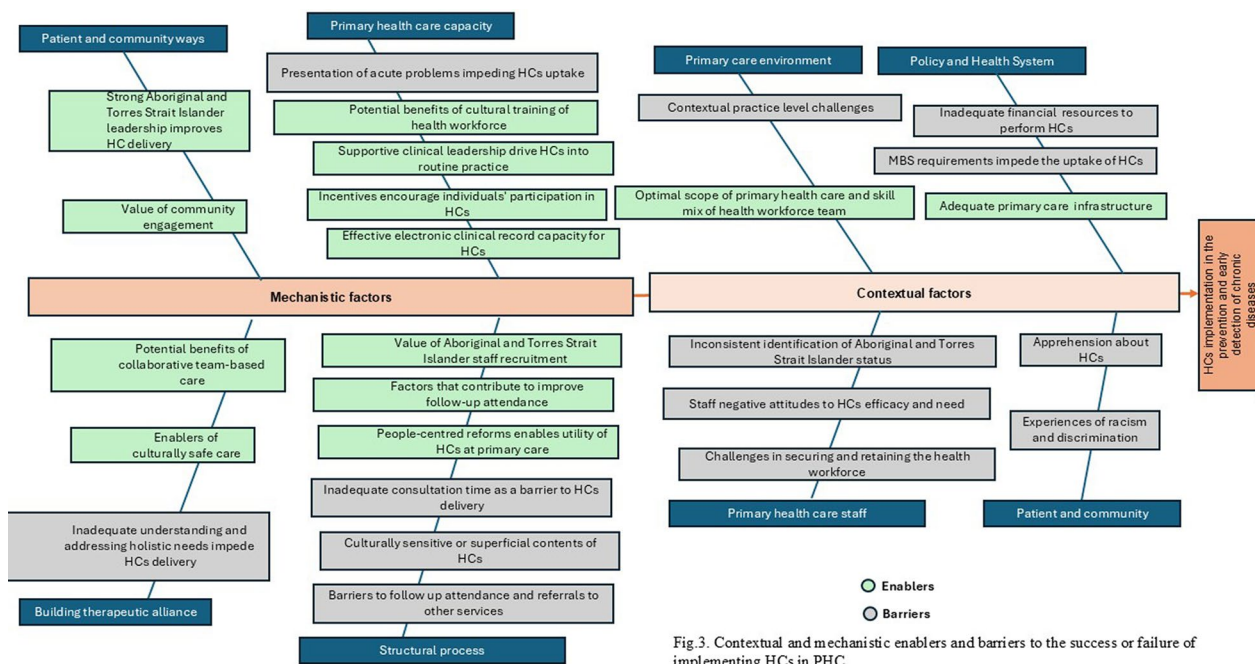 Patient and community ways
Strong Aboriginal and
Torres Strait Islander
leadership improves
HC delivery
Value of community
engagement
Primary health care capacity
Presentation of acute problems impeding HCs uptake
Potential benefits of cultural training of
health workforce
Supportive clinical leadership drive HCs into
routine practice
Incentives encourage individuals' participation in
HCs
Effective electronic clinical record capacity for
HCs
Primary care environment
Contextual practice level challenges
Optimal scope of primary health care and skill
mix of health workforce team
Policy and Health System
Inadequate financial resources to
perform HCs
MBS requirements impede the uptake of HCs
Adequate primary care infrastructure
Mechanistic factors
Contextual factors
HCs implementation in the
prevention and early
detection of chronic
diseases
Potential benefits of
collaborative team-based
care
Enablers of
culturally safe care
Inadequate understanding and
addressing holistic needs impede
HCs delivery
Building therapeutic alliance
Value of Aboriginal and Torres Strait
Islander staff recruitment
Factors that contribute to improve
follow-up attendance
People-centred reforms enables utility of
HCs at primary care
Inadequate consultation time as a barrier to HCs
delivery
Culturally sensitive or superficial contents of
HCs
Barriers to follow up attendance and referrals to
other services
Structural process
Inconsistent identification of Aboriginal and Torres
Strait Islander status
Staff negative attitudes to HCs efficacy and need
Challenges in securing and retaining the health
workforce
Primary health care staff
Apprehension about
HCs
Experiences of racism
and discrimination
Patient and community
Enablers
Barriers
Fig.3. Contextual and mechanistic enablers and barriers to the success or failure of
implementing HCs in PHC